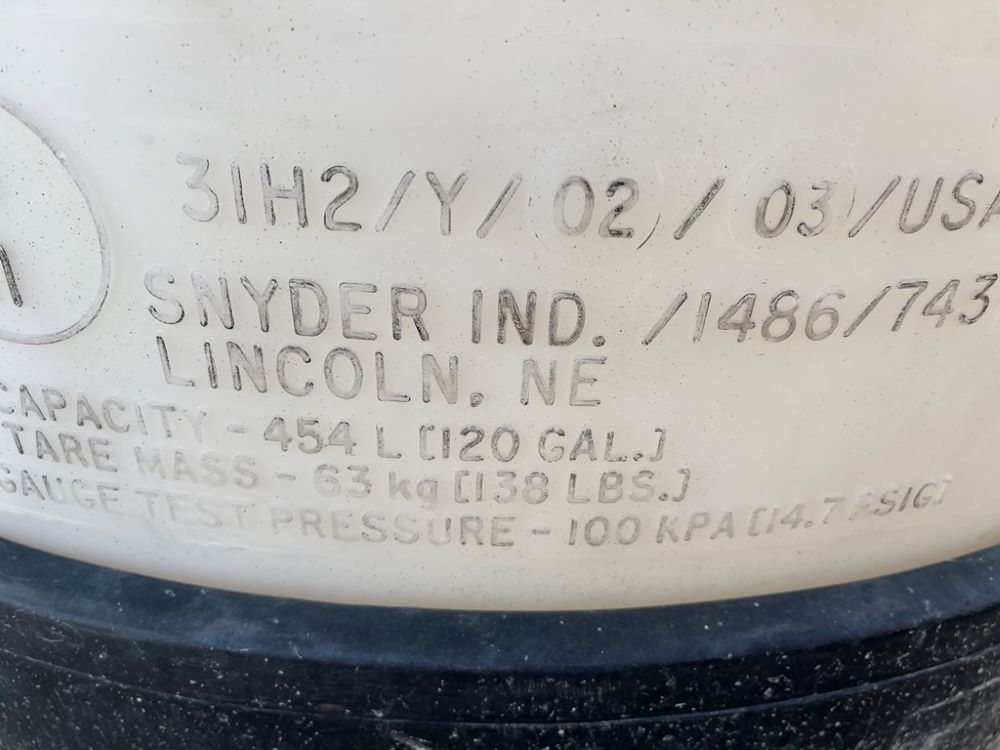 31H2/Y/02/03/USA
SNYDER IND. /1486/743
LINCOLN, NE
CAPACITY - 454 L [120 GAL.]
TARE MASS - 63 kg [138 LBS.]
GAUGE TEST PRESSURE - 100 KPA [14.7 PSIG]